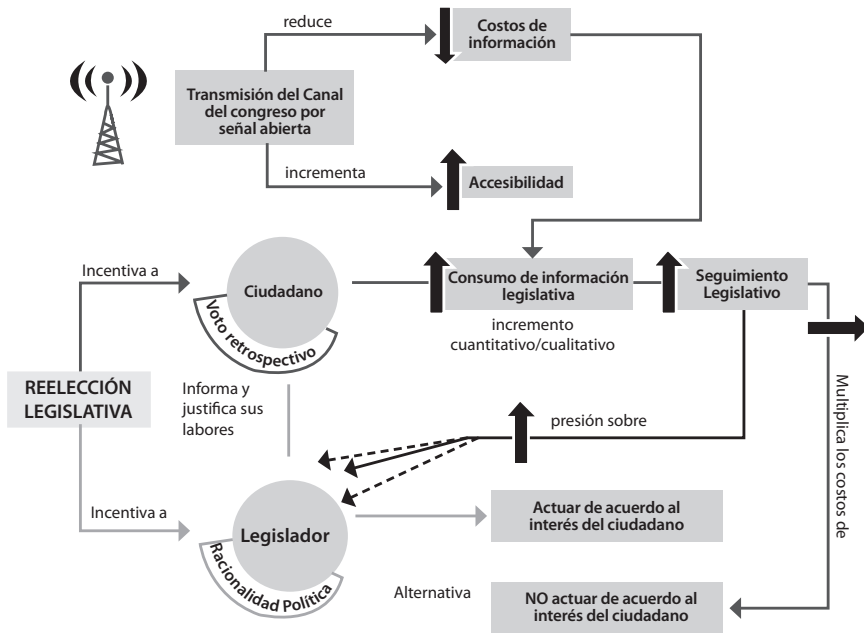 reduce
Costos de
información
Transmisión del Canal
del congreso por
señal abierta
incrementa
Accesibilidad
Incentiva a
Ciudadano
Voto retrospectivo
Consumo de información
legislativa
incremento
cuantitativo/cualitativo
Seguimiento
Legislativo
REELECCIÓN
LEGISLATIVA
Informa y
justifica sus
labores
presión sobre
Multiplica los costos de
Incentiva a
Legislador
Racionalidad Política
Actuar de acuerdo al
interés del ciudadano
Alternativa
NO actuar de acuerdo al
interés del ciudadano